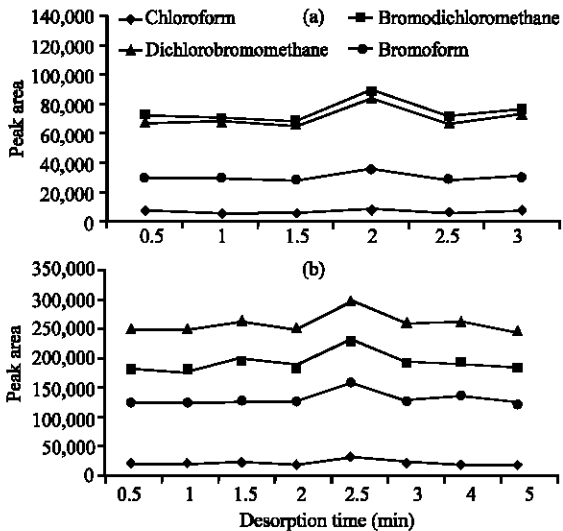 140,000
Chloroform
(a)
Bromodichloromethane
120,000
Dichlorobromomethane
Bromoform
100,000
80,000
60,000
40,000
20,000
0
Peak area
0.5 1 1.5 2 2.5 3
350,000
(b)
300,000
250,000
200,000
150,000
100,000
50,000
0
Peak area
0.5 1 1.5 2 2.5 3 4 5
Desorption time (min)